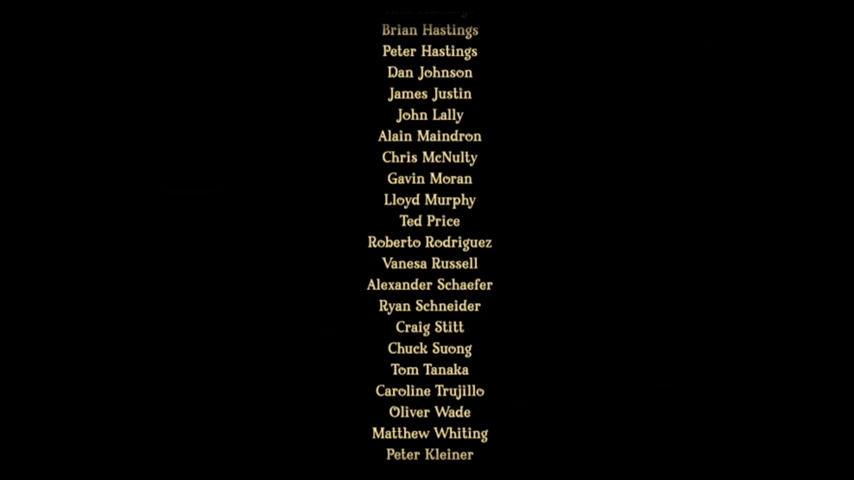 Brian Hastings
Peter Hastings
Dan Johnson
James Justin
John Lally
Alain Maindron
Chris McNulty
Gavin Moran
Lloyd Murphy
Ted Price
Roberto Rodriguez
Vanesa Russell
Alexander Schaefer
Ryan Schneider
Craig Stitt
Chuck Suong
Tom Tanaka
Caroline Trujillo
Oliver Wade
Matthew Whiting
Peter Kleiner